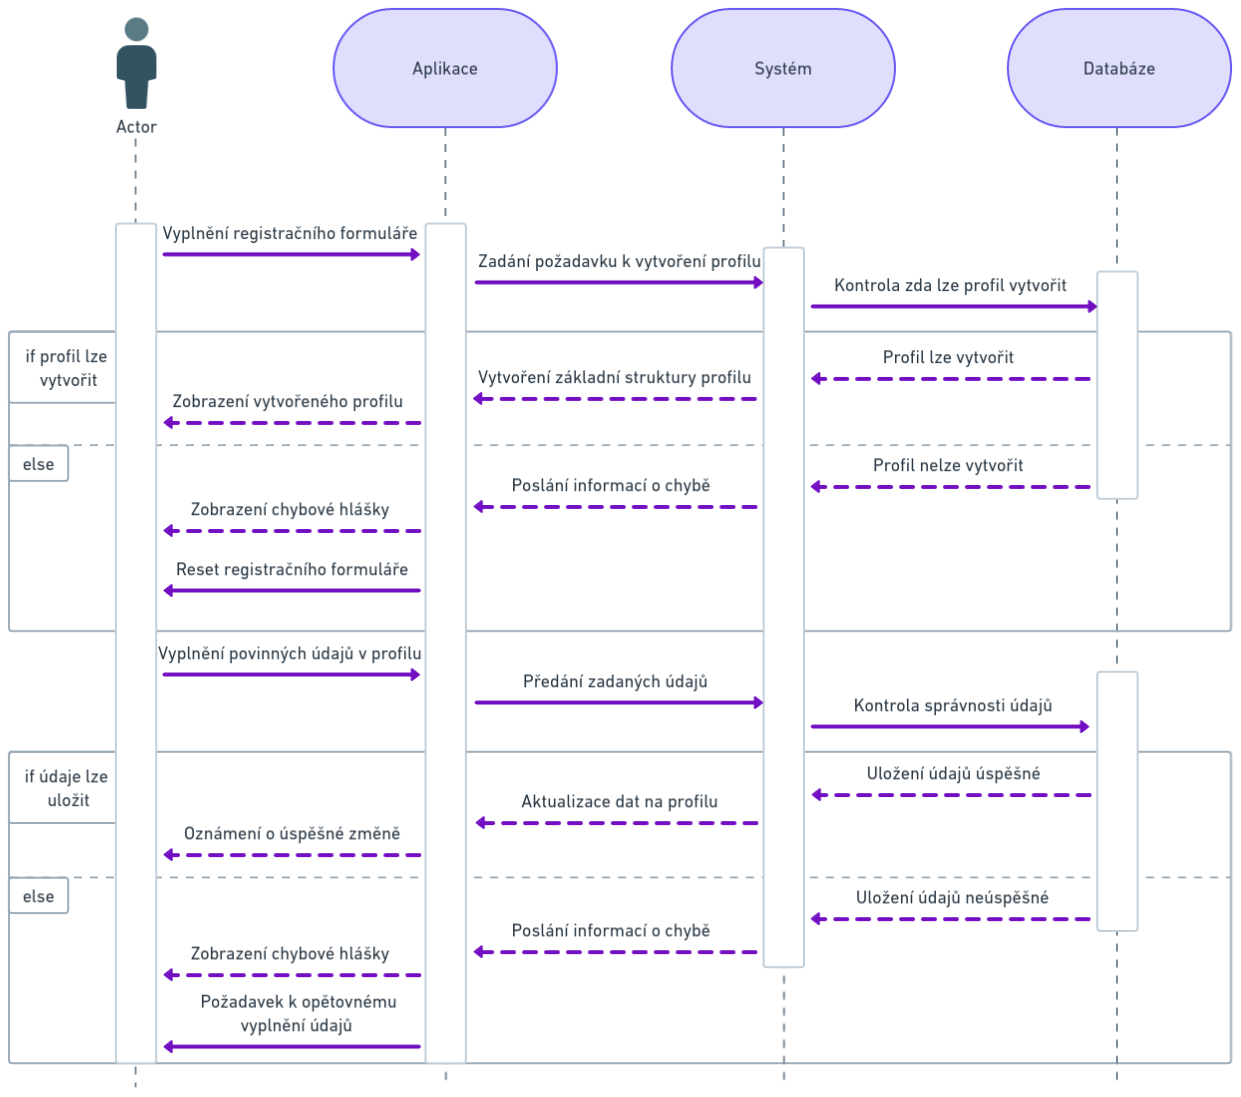 Actor
Aplikace
Systém
Databáze
Vyplnění registračního formuláře
Zadání požadavku k vytvoření profilu
Kontrola zda lze profil vytvořit
if profil lze
vytvořit
Profil lze vytvořit
Vytvoření základní struktury profilu
Zobrazení vytvořeného profilu
else
Profil nelze vytvořit
Poslání informací o chybě
Zobrazení chybové hlášky
Reset registračního formuláře
Vyplnění povinných údajů v profilu
Předání zadaných údajů
Kontrola správnosti údajů
if údaje lze
uložit
Uložení údajů úspěšné
Aktualizace dat na profilu
Oznámení o úspěšné změně
else
Uložení údajů neúspěšné
Poslání informací o chybě
Zobrazení chybové hlášky
Požadavek k opětovnému
vyplnění údajů